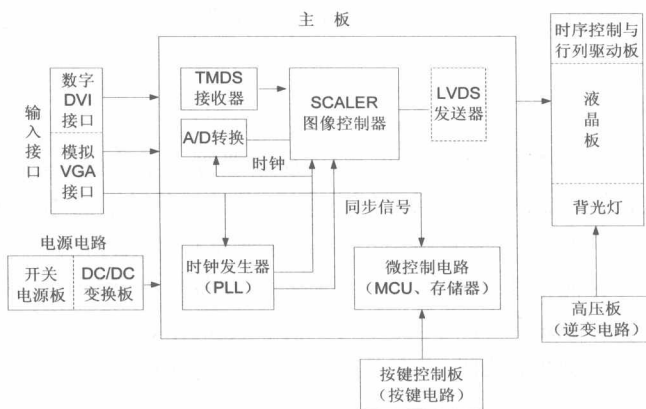 主 板
输入接口
数字
DVI
接口
模拟
VGA
接口
TMDS
接收器
A/D转换
SCALER
图像控制器
LVDS
发送器
时钟
同步信号
时序控制与
行列驱动板
液晶板
背光灯
电源电路
开关
电源板
DC/DC
变换板
时钟发生器
(PLL)
微控制电路
(MCU、存储器)
高压板
(逆变电路)
按键控制板
(按键电路)